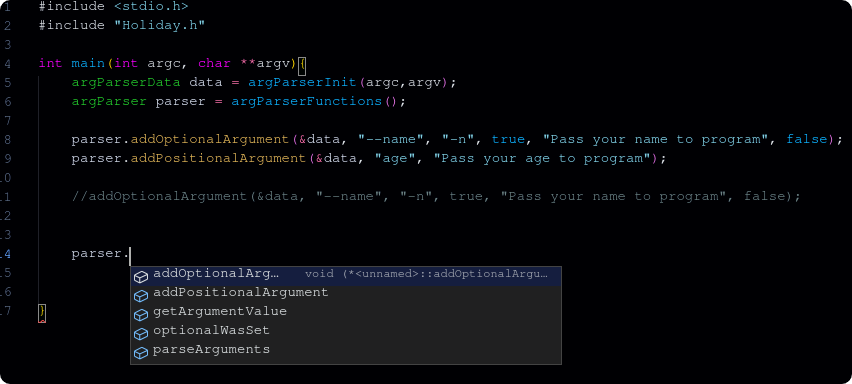 1 #include <stdio.h>
2 #include "Holiday.h"
3
4 int main(int argc, char **argv){
5 argParserData data = argParserInit(argc,argv);
6 argParser parser = argParserFunctions();
7
8 parser.addOptionalArgument(&data, "--name", "-n", true, "Pass your name to program", false);
9 parser.addPositionalArgument(&data, "age", "Pass your age to program");
10
11 //addOptionalArgument(&data, "--name", "-n", true, "Pass your name to program", false);
12
13
14 parser.
15 addOptionalArg… void (*<unnamed>::addOptionalArgu…
addPositionalArgument
16 getArgumentValue
17 }
optionalWasSet
parseArguments